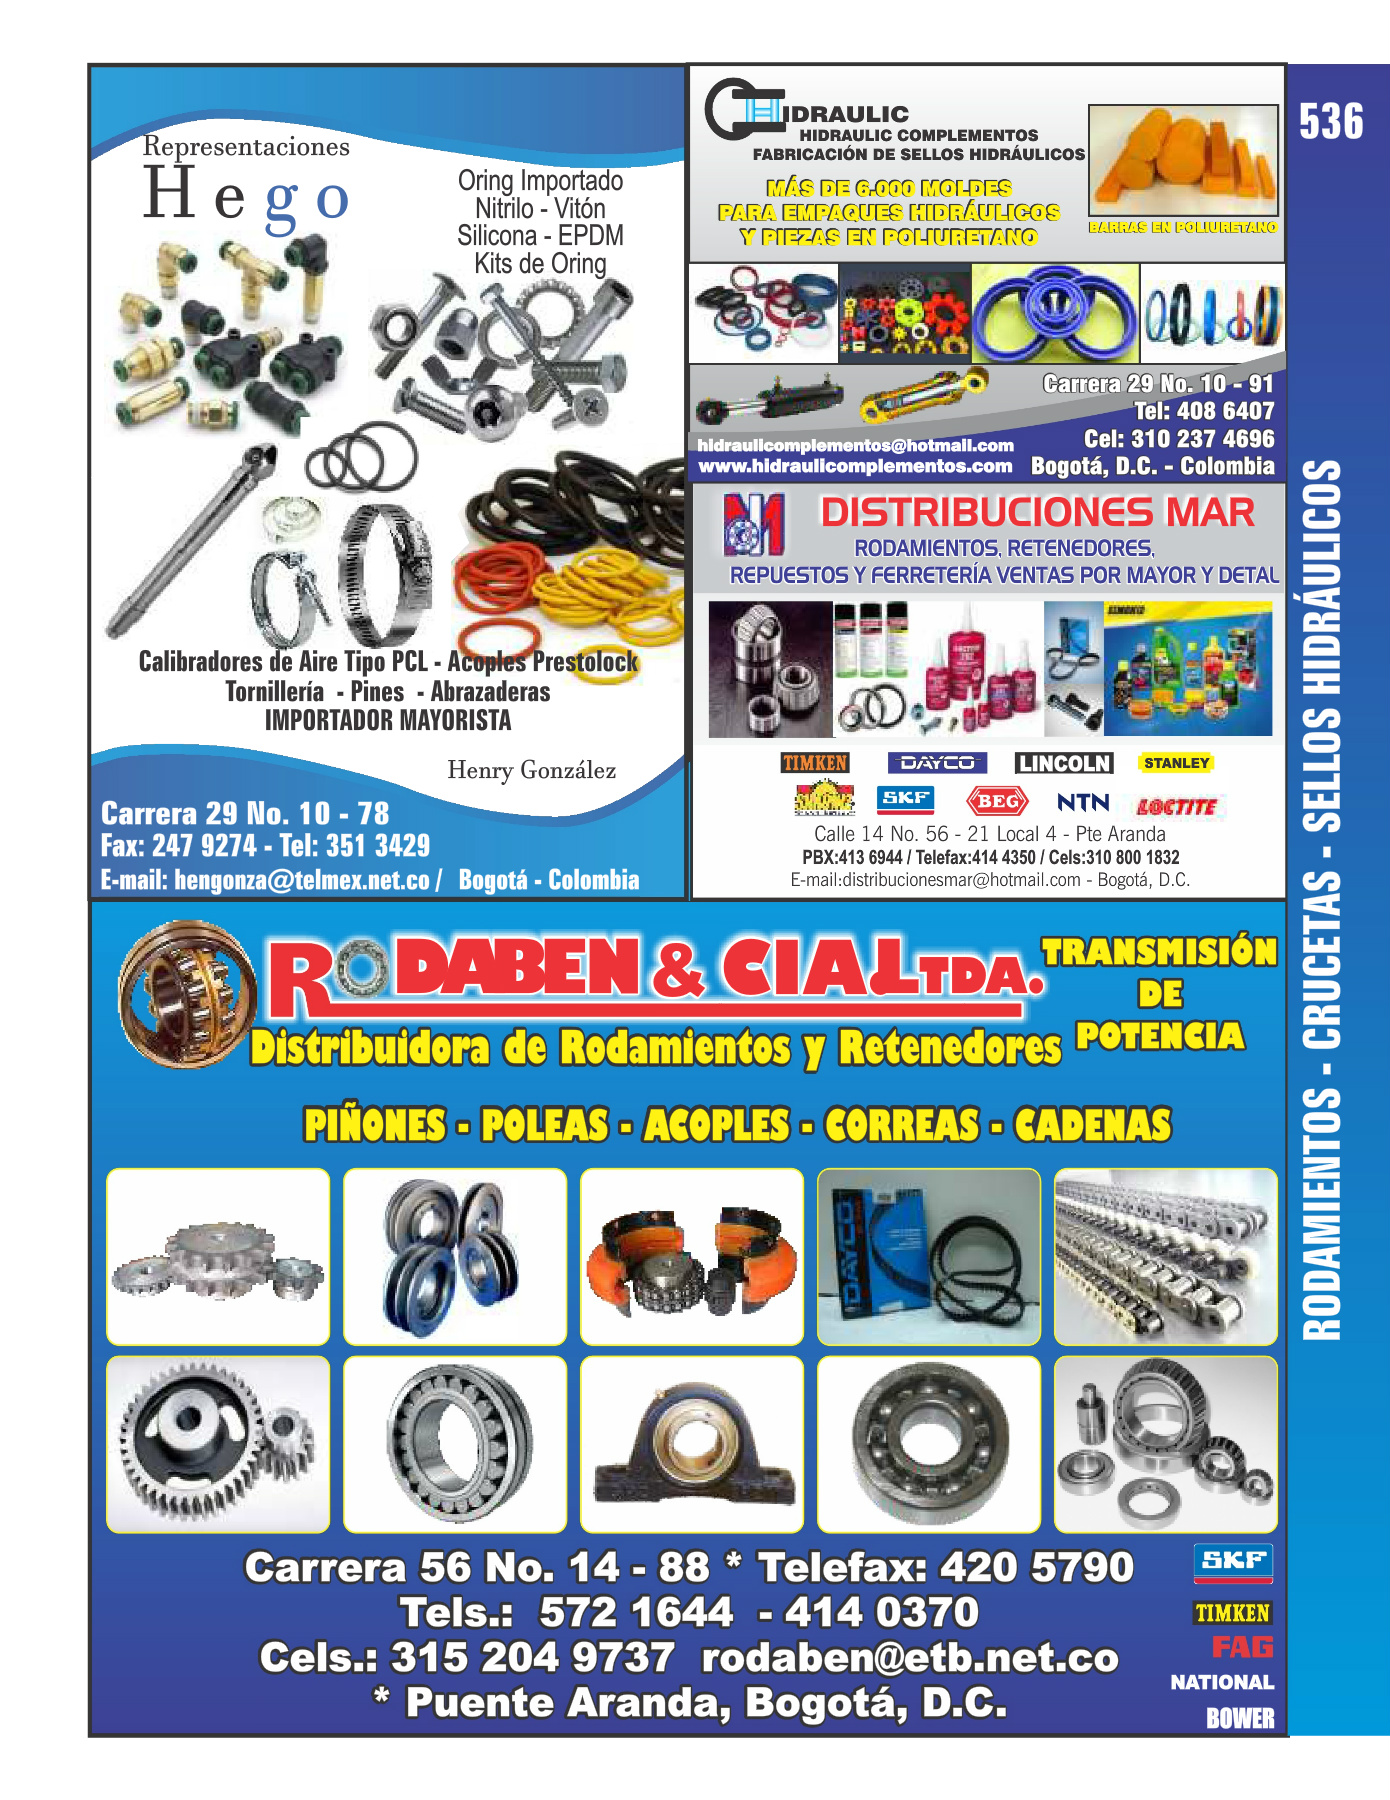 Representaciones
Hego
Oring Importado
Nitrilo - Vitón
Silicona - EPDM
Kits de Oring
Calibradores de Aire Tipo PCL - Acoples Prestolock
Tornillería - Pines - Abrazaderas
IMPORTADOR MAYORISTA
Henry González
Carrera 29 No. 10 - 78
Fax: 247 9274 - Tel: 351 3429
E-mail: hengonza@telmex.net.co / Bogotá - Colombia
HIDRAULIC
HIDRAULIC COMPLEMENTOS
FABRICACIÓN DE SELLOS HIDRÁULICOS
MÁS DE 6.000 MOLDES
PARA EMPAQUES HIDRÁULICOS
Y PIEZAS EN POLIURETANO
BARRAS EN POLIURETANO
Carrera 29 No. 10 - 91
Tel: 408 6407
Cel: 310 237 4696
Bogotá, D.C. - Colombia
hidraulicomplementos@hotmail.com
www.hidraulicomplementos.com
DISTRIBUCIONES MAR
RODAMIENTOS, RETENEDORES,
REPUESTOS Y FERRETERÍA VENTAS POR MAYOR Y DETAL
SIMONIZ
TIMKEN DAYCO LINCOLN STANLEY
SKF BEG NTN LOCTITE
Calle 14 No. 56 - 21 Local 4 - Pte Aranda
PBX:413 6944 / Telefax:414 4350 / Cels:310 800 1832
E-mail:distribucionesmar@hotmail.com - Bogotá, D.C.
RODABEN & CIA LTDA.
Distribuidora de Rodamientos y Retenedores
TRANSMISIÓN
DE
POTENCIA
PIÑONES - POLEAS - ACOPLES - CORREAS - CADENAS
DAYCO
Carrera 56 No. 14 - 88 * Telefax: 420 5790
Tels.: 572 1644 - 414 0370
Cels.: 315 204 9737 rodaben@etb.net.co
* Puente Aranda, Bogotá, D.C.
SKF
TIMKEN
FAG
NATIONAL
BOWER
536
RODAMIENTOS - CRUCETAS - SELLOS HIDRÁULICOS